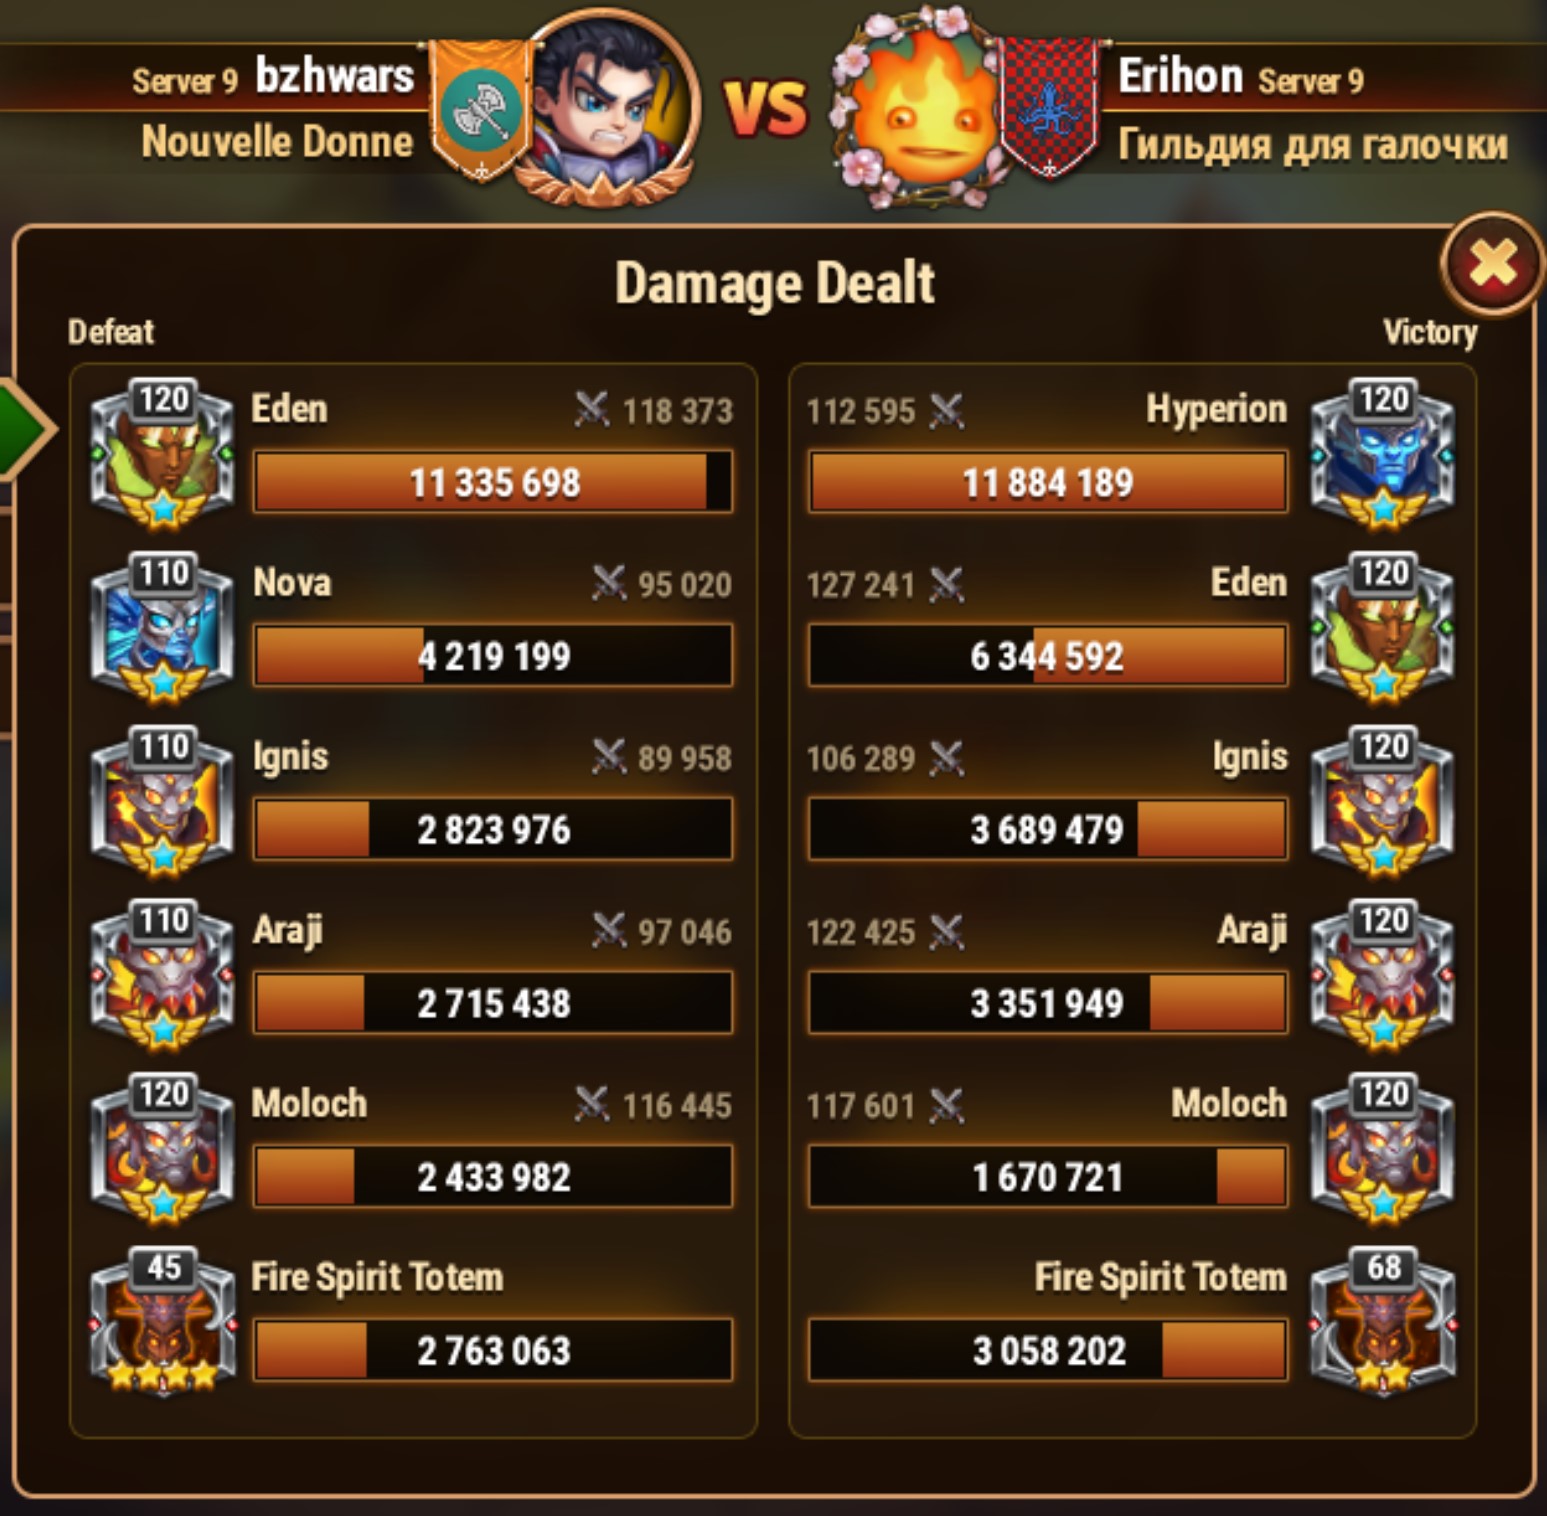 Server 9 bzhwars
Nouvelle Donne
VS
Erihon Server 9
Гильдия для галочки
Damage Dealt
Defeat
Victory
120 Eden 118 373
11 335 698
112 595 Hyperion 120
11 884 189
110 Nova 95 020
4 219 199
127 241 Eden 120
6 344 592
110 Ignis 89 958
2 823 976
106 289 Ignis 120
3 689 479
110 Araji 97 046
2 715 438
122 425 Araji 120
3 351 949
120 Moloch 116 445
2 433 982
117 601 Moloch 120
1 670 721
45 Fire Spirit Totem
2 763 063
Fire Spirit Totem 68
3 058 202